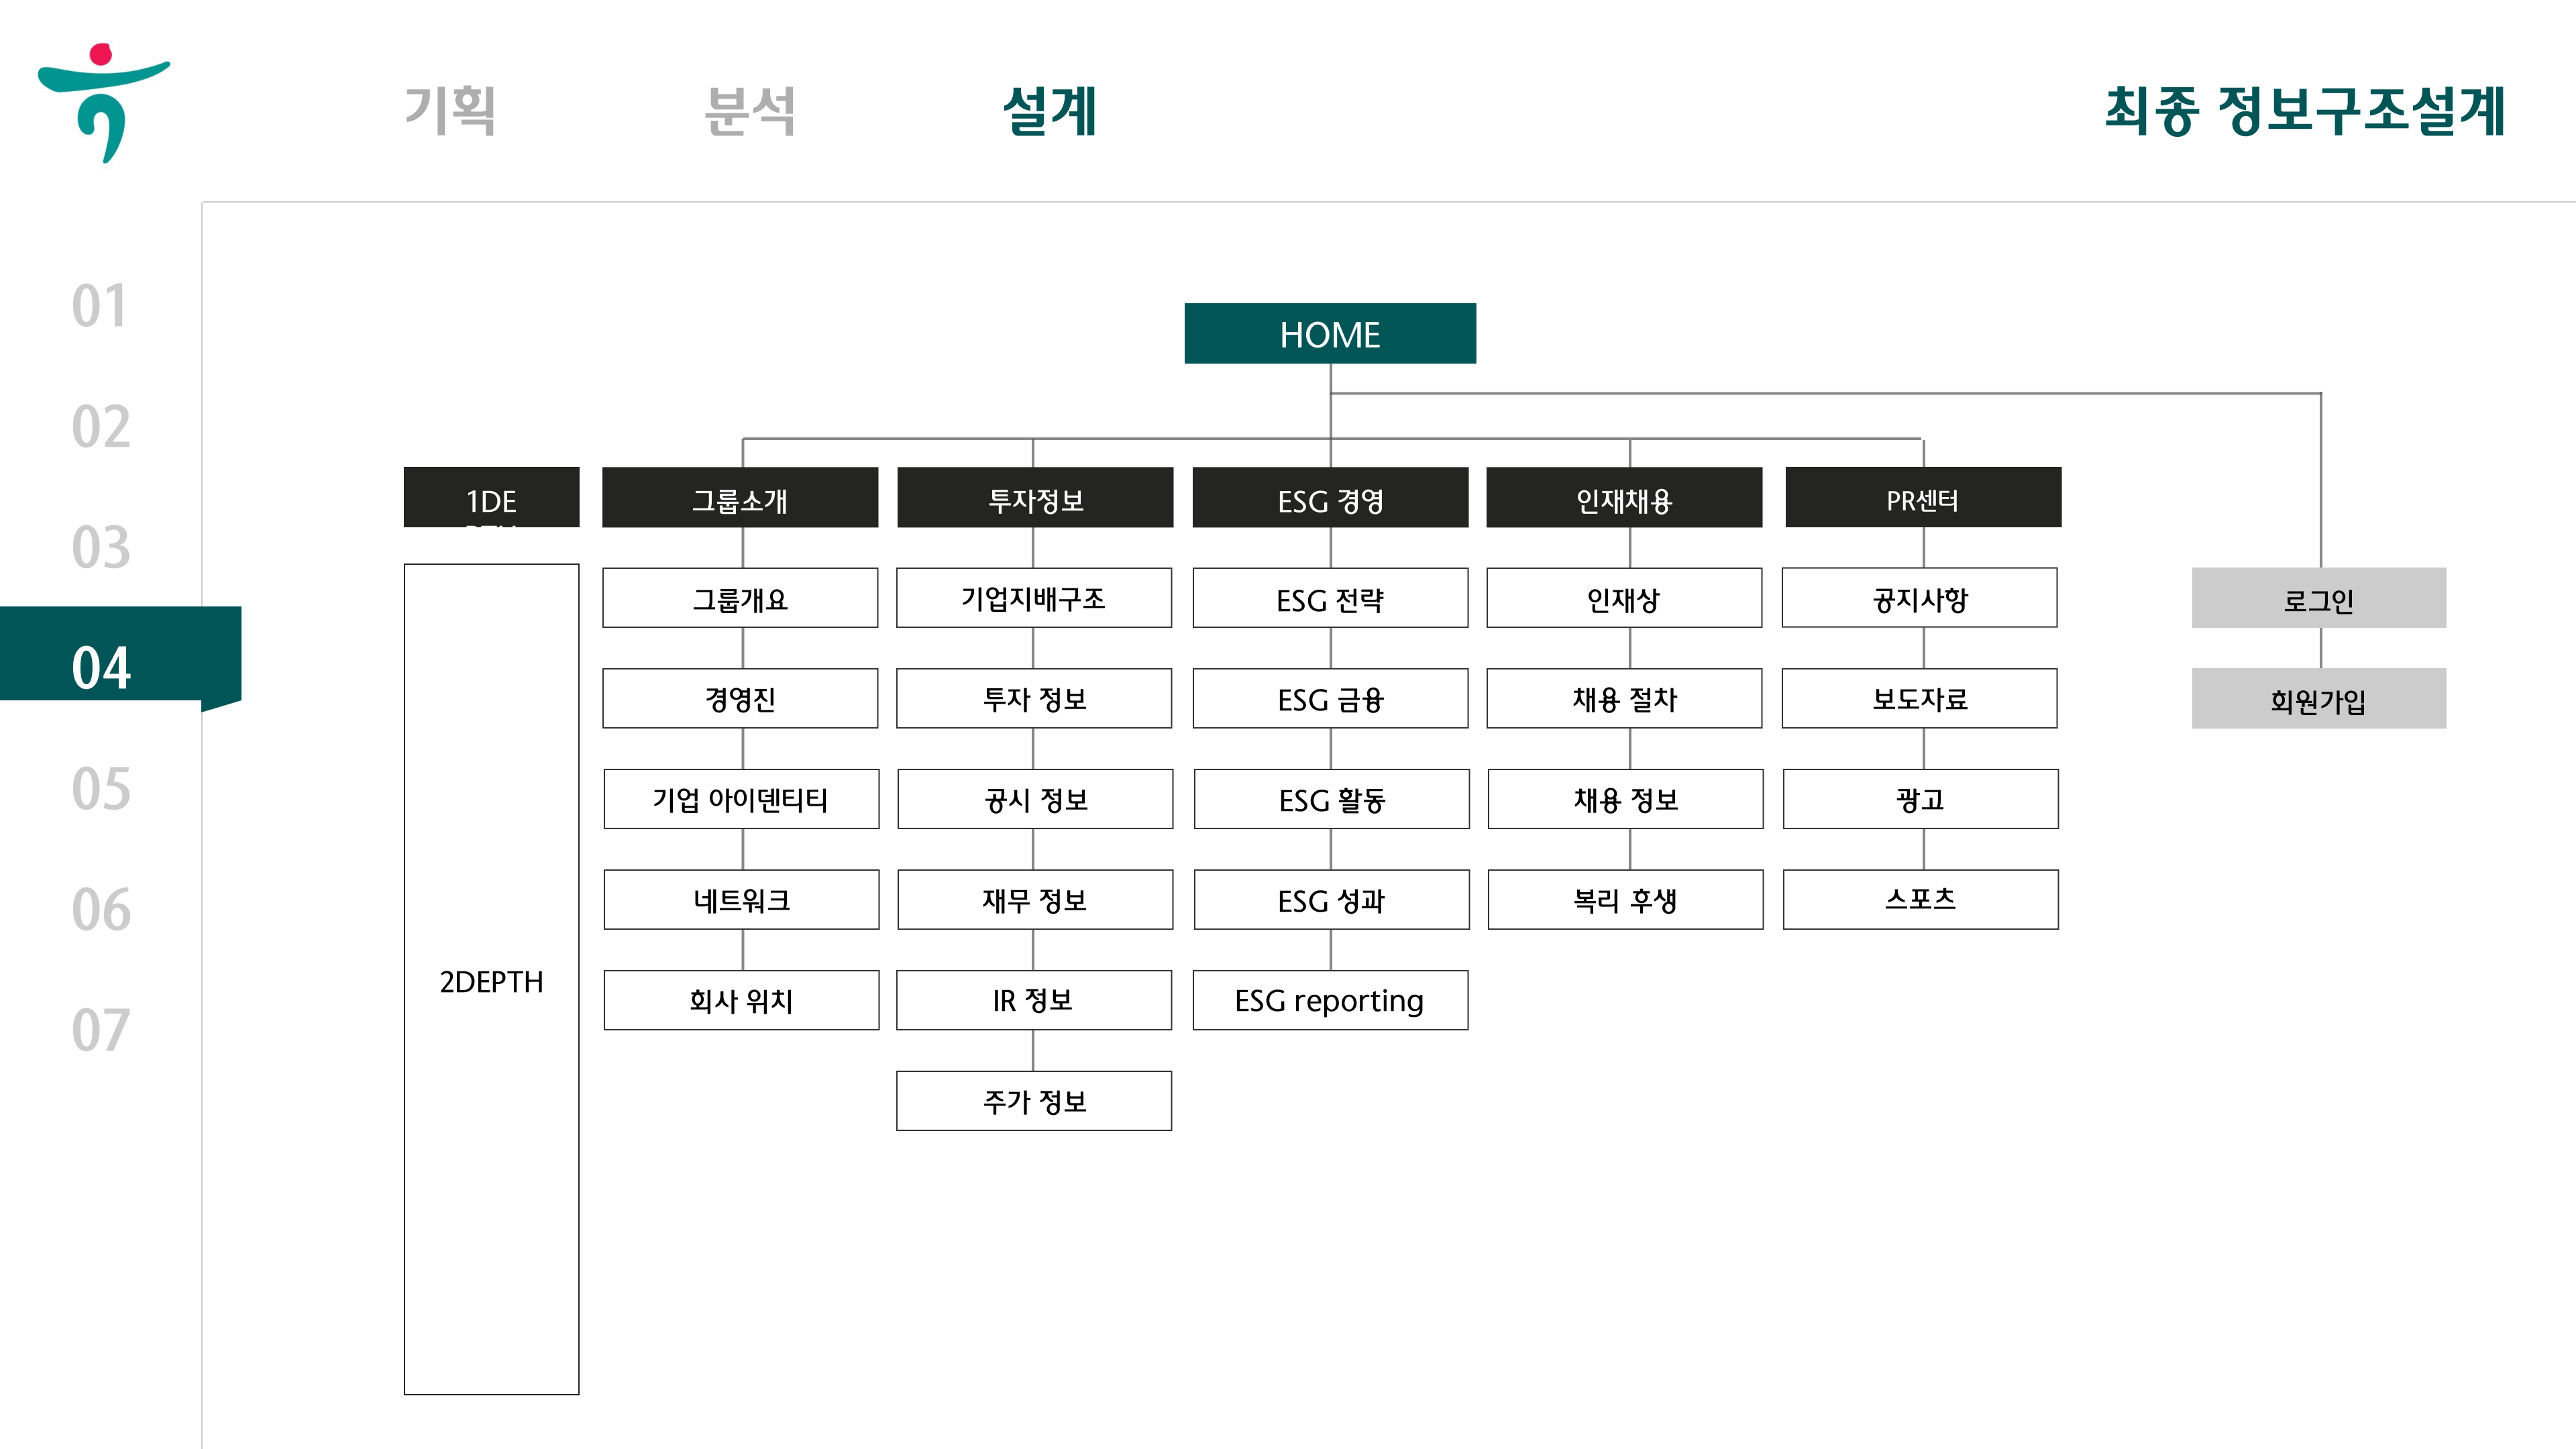 기획
분석
설계
최종 정보구조설계
01
02
03
04
05
06
07
HOME
1DE
그룹소개
투자정보
ESG 경영
인재채용
PR센터
2DEPTH
그룹개요
기업지배구조
ESG 전략
인재상
공지사항
로그인
경영진
투자 정보
ESG 금융
채용 절차
보도자료
회원가입
기업 아이덴티티
공시 정보
ESG 활동
채용 정보
광고
네트워크
재무 정보
ESG 성과
복리 후생
스포츠
회사 위치
IR 정보
ESG reporting
주가 정보